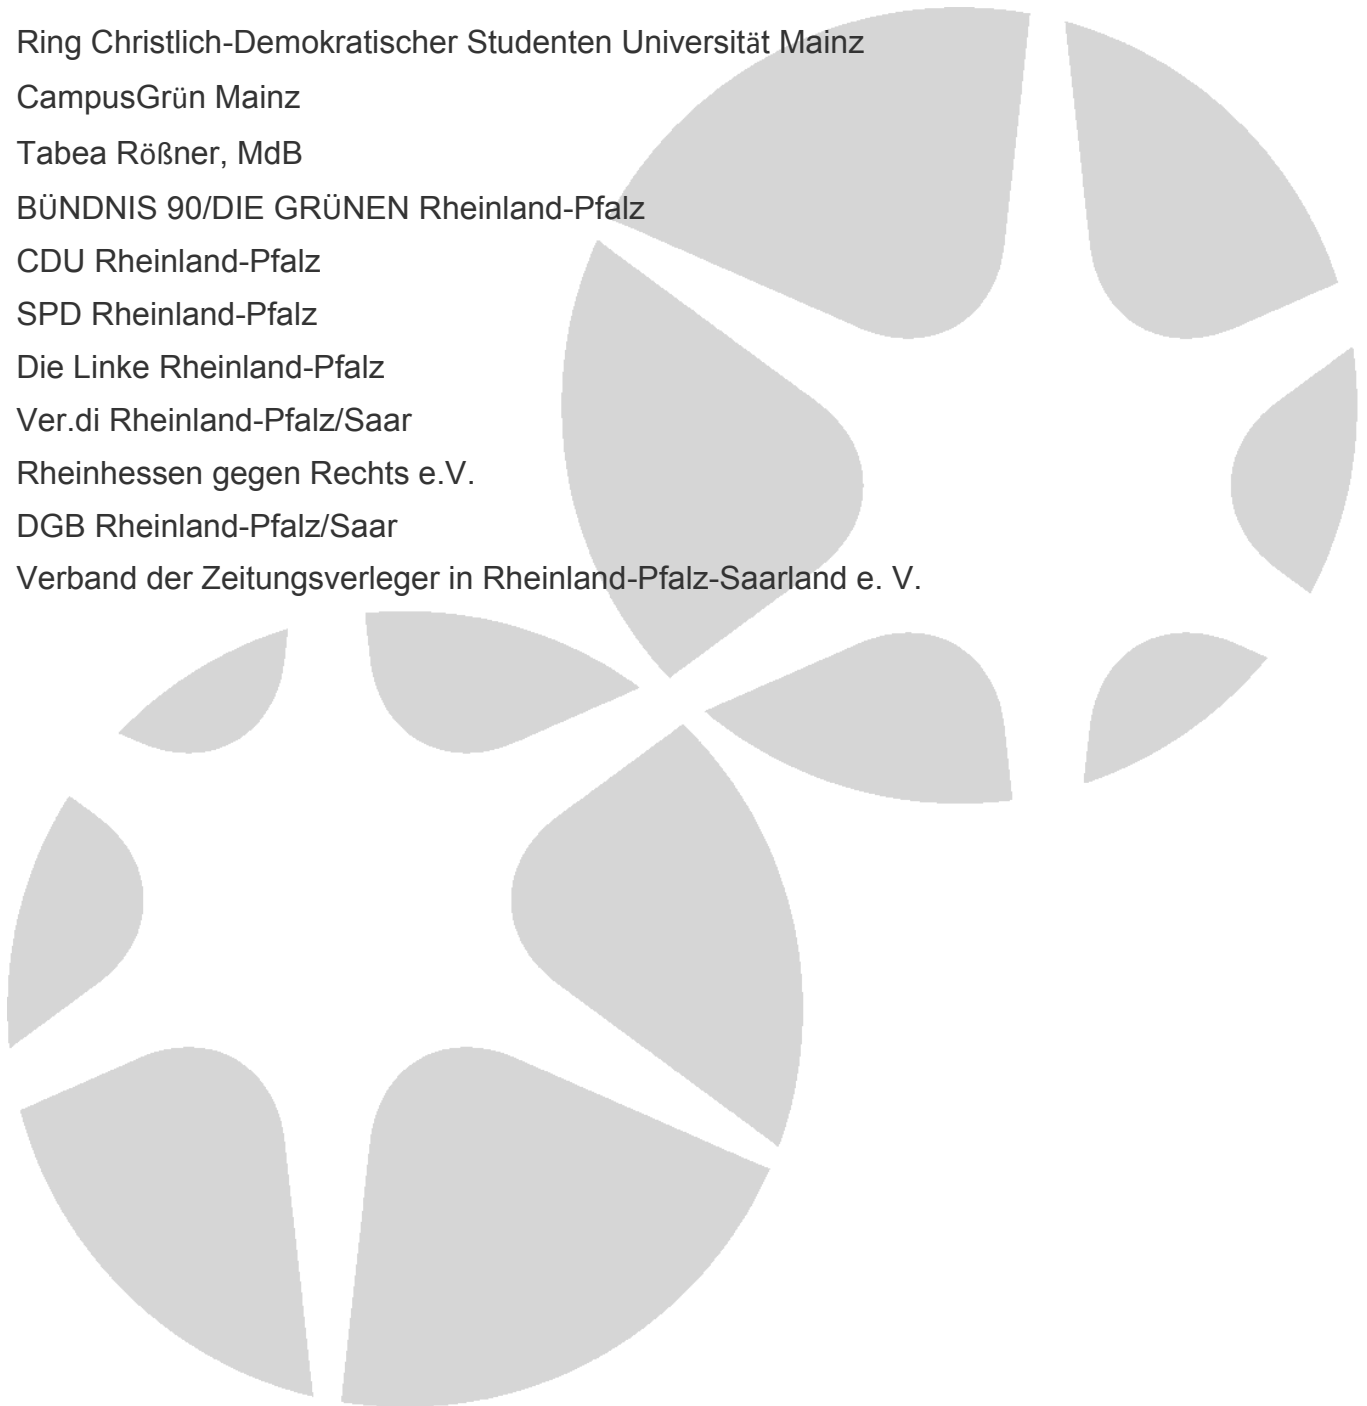 Ring Christlich-Demokratischer Studenten Universität Mainz
CampusGrün Mainz
Tabea Rößner, MdB
BÜNDNIS 90/DIE GRÜNEN Rheinland-Pfalz
CDU Rheinland-Pfalz
SPD Rheinland-Pfalz
Die Linke Rheinland-Pfalz
Ver.di Rheinland-Pfalz/Saar
Rheinhessen gegen Rechts e.V.
DGB Rheinland-Pfalz/Saar
Verband der Zeitungsverleger in Rheinland-Pfalz-Saarland e. V.